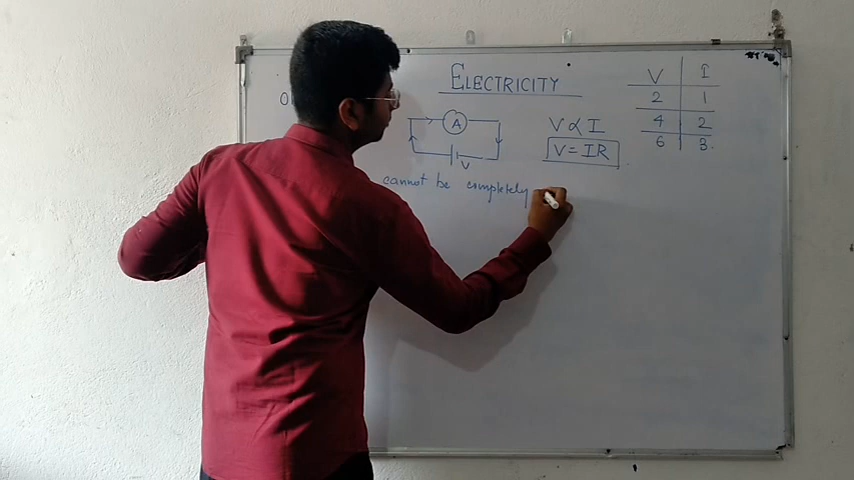 ELECTRICITY
V I
2 1
4 2
6 3
A
V
V ∝ I
V = IR
cannot be completely